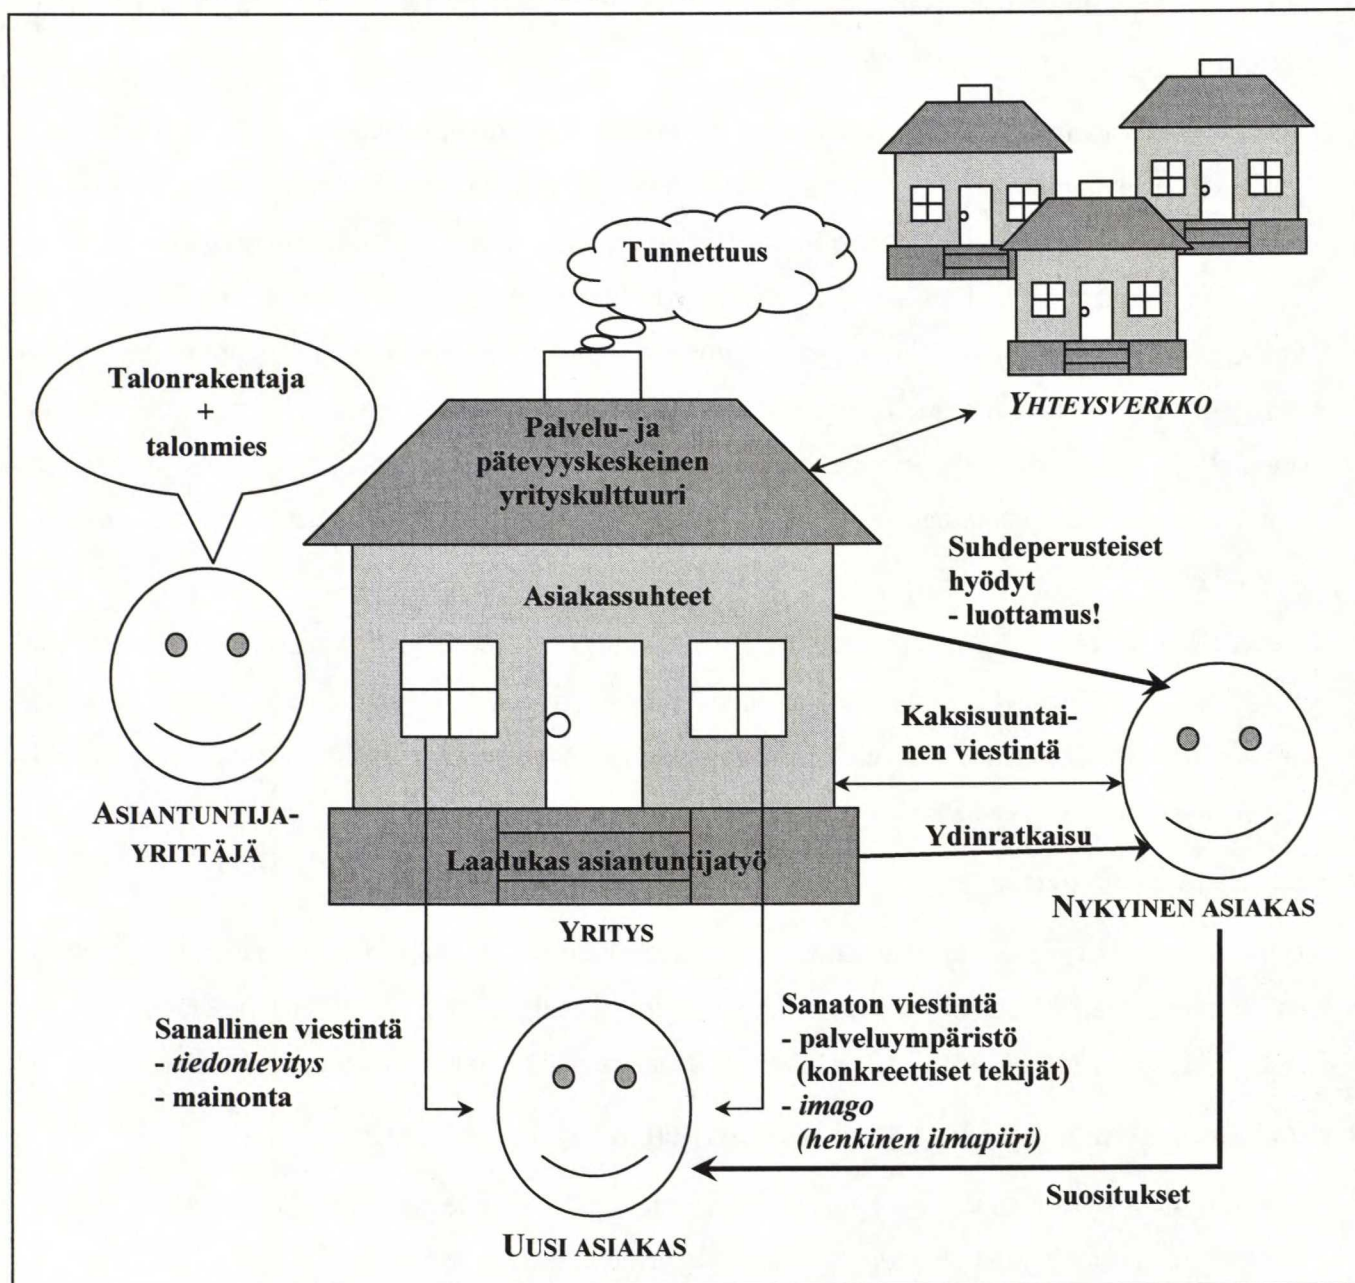 Tunnettuus
Talonrakentaja
+
talonmies
YHTEYSVERKKO
Palvelu- ja
pätevyyskeskeinen
yrityskulttuuri
Suhdeperusteiset
hyödyt
- luottamus!
Asiakassuhteet
Kaksisuuntai-
nen viestintä
ASIANTUNTIJA-
YRITTÄJÄ
Ydinratkaisu
Laadukas asiantuntijatyö
NYKYINEN ASIAKAS
YRITYS
Sanallinen viestintä
- tiedonlevitys
- mainonta
Sanaton viestintä
- palveluympäristö
(konkreettiset tekijät)
- imago
(henkinen ilmapiiri)
Suositukset
UUSI ASIAKAS